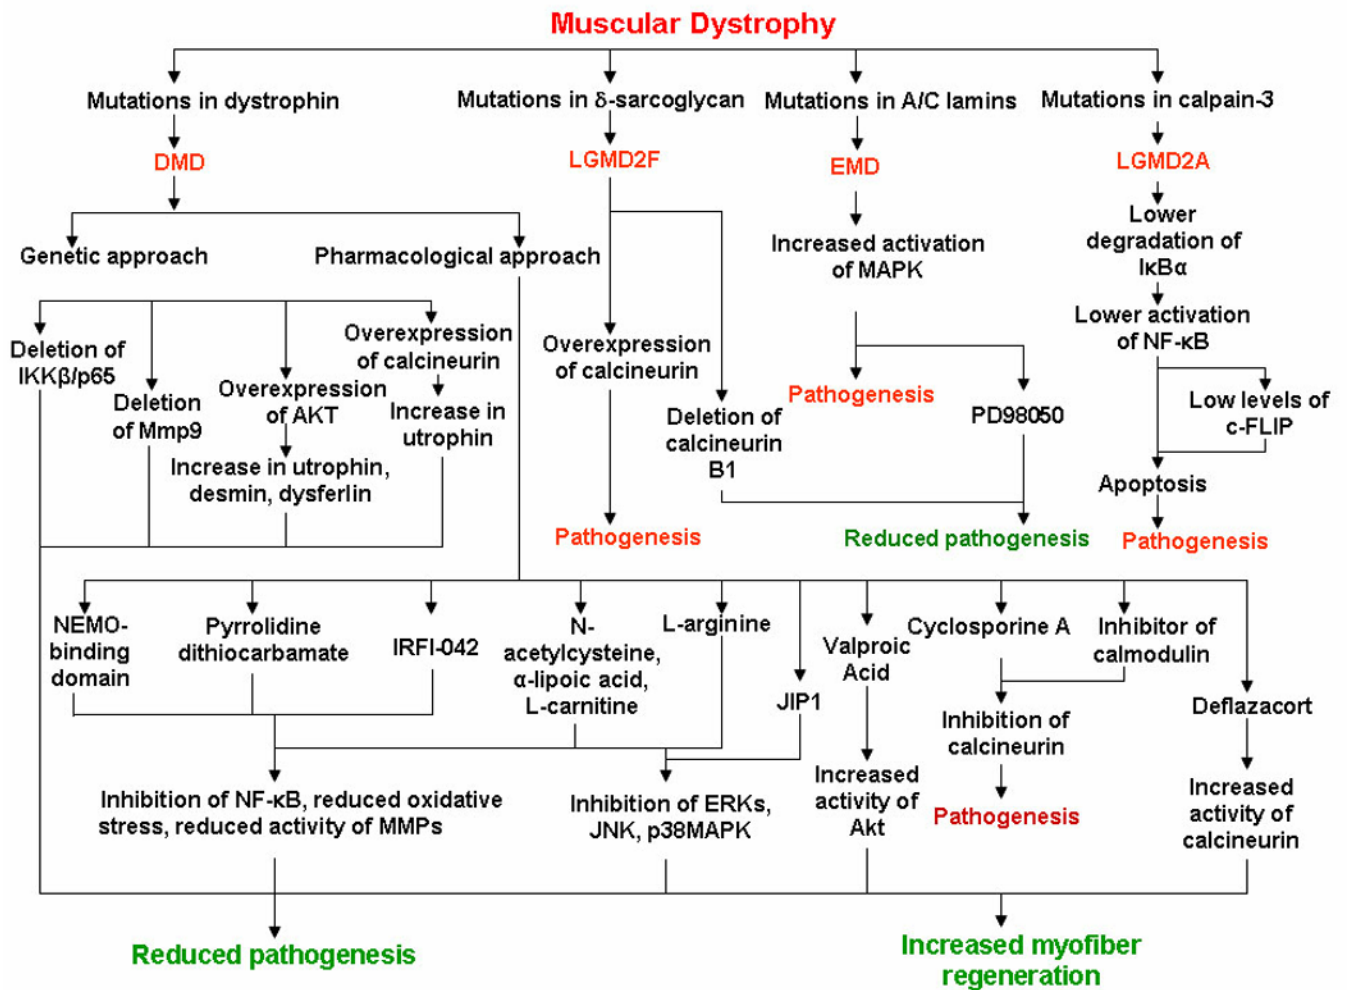 Muscular Dystrophy
Mutations in dystrophin
Mutations in δ-sarcoglycan
Mutations in A/C lamins
Mutations in calpain-3
DMD
LGMD2F
EMD
LGMD2A
Genetic approach
Pharmacological approach
Increased activation
of MAPK
Lower
degradation of
IκBα
Lower activation
of NF-κB
Deletion of
IKKβ/p65
Deletion
of Mmp9
Overexpression
of AKT
Increase in utrophin,
desmin, dysferlin
Overexpression
of calcineurin
Increase in
utrophin
Overexpression
of calcineurin
Deletion of
calcineurin
B1
Pathogenesis
PD98050
Low levels of
c-FLIP
Apoptosis
Pathogenesis
Reduced pathogenesis
Pathogenesis
NEMO-
binding
domain
Pyrrolidine
dithiocarbamate
IRFI-042
N-
acetylcysteine,
α-lipoic acid,
L-carnitine
L-arginine
JIP1
Valproic
Acid
Cyclosporine A
Inhibitor of
calmodulin
Deflazacort
Inhibition of
calcineurin
Pathogenesis
Inhibition of NF-κB, reduced oxidative
stress, reduced activity of MMPs
Inhibition of ERKs,
JNK, p38MAPK
Increased
activity of
Akt
Increased
activity of
calcineurin
Reduced pathogenesis
Increased myofiber
regeneration